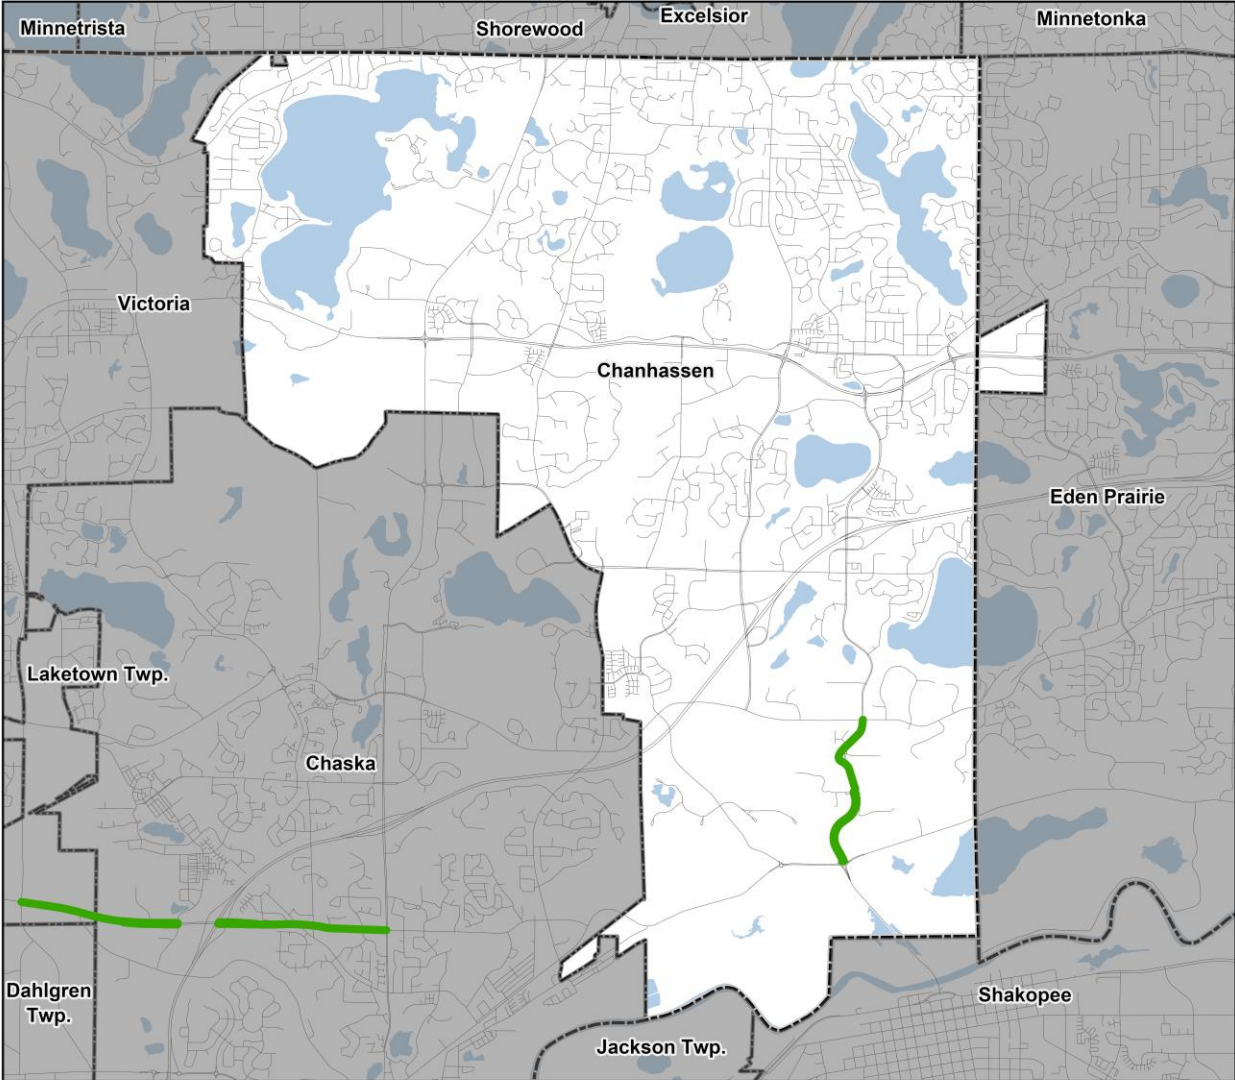 Minnetrista
Shorewood
Excelsior
Minnetonka
Victoria
Chanhassen
Eden Prairie
Laketown Twp.
Chaska
Dahlgren
Twp.
Shakopee
Jackson Twp.